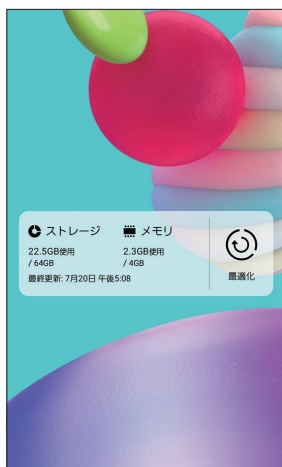 ストレージ
メモリ
22.5GB使用
/ 64GB
2.3GB使用
/ 4GB
最終更新: 7月20日 午後5:08
最適化